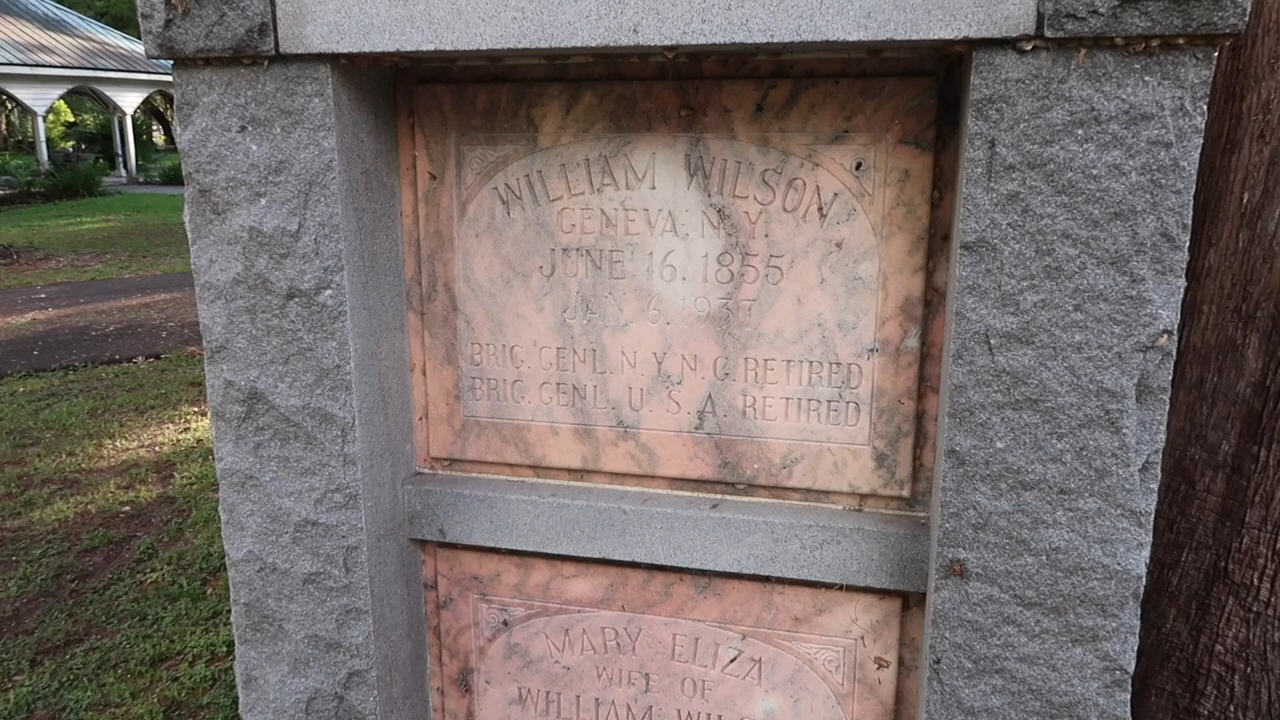 WILLIAM WILSON
GENEVA, N. Y.
JUNE 16. 1855
JAN. 6. 1937
BRIG. GENL. N. Y. N. G. RETIRED
BRIG. GENL. U. S. A. RETIRED
MARY ELIZA
WIFE OF
WILLIAM